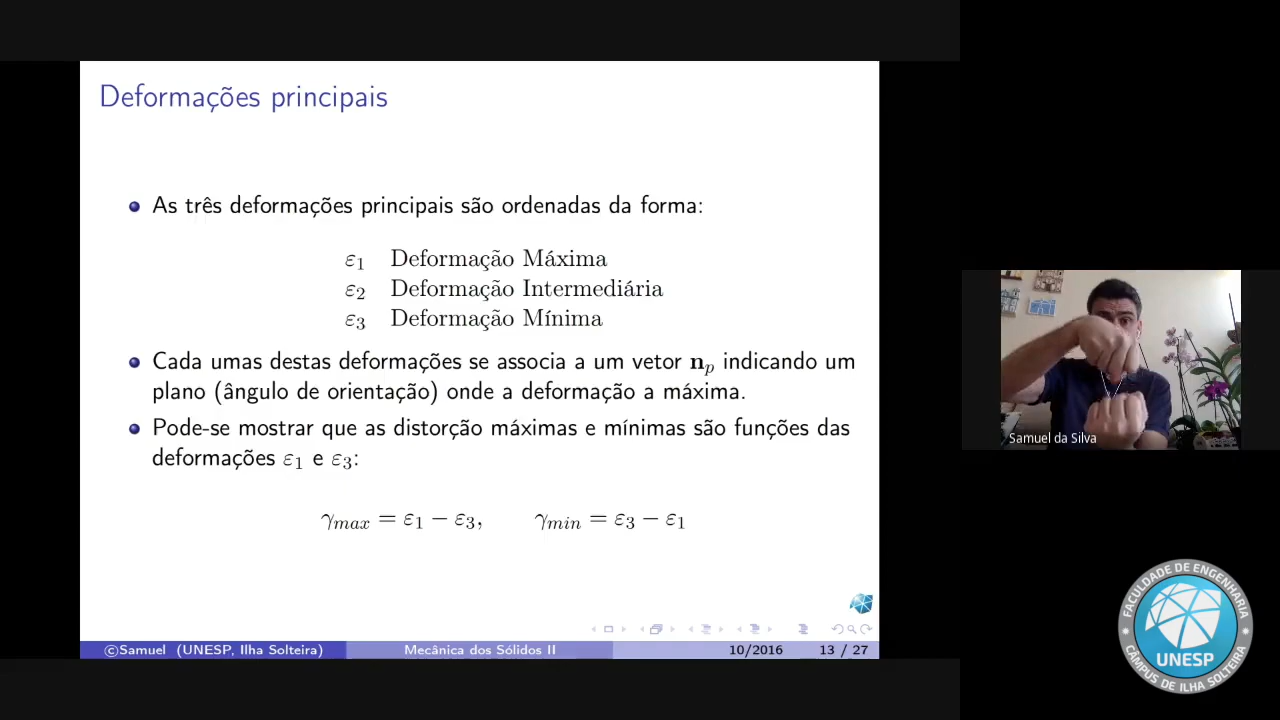 Deformações principais
As três deformações principais são ordenadas da forma:
ε₁ Deformação Máxima
ε₂ Deformação Intermediária
ε₃ Deformação Mínima
Cada umas destas deformações se associa a um vetor nₚ indicando um
plano (ângulo de orientação) onde a deformação a máxima.
Pode-se mostrar que as distorção máximas e mínimas são funções das
deformações ε₁ e ε₃:
γmax = ε₁ − ε₃, γmin = ε₃ − ε₁
©Samuel (UNESP, Ilha Solteira) Mecânica dos Sólidos II 10/2016 13 / 27
Samuel da Silva
FACULDADE DE ENGENHARIA
UNESP
CÂMPUS DE ILHA SOLTEIRA